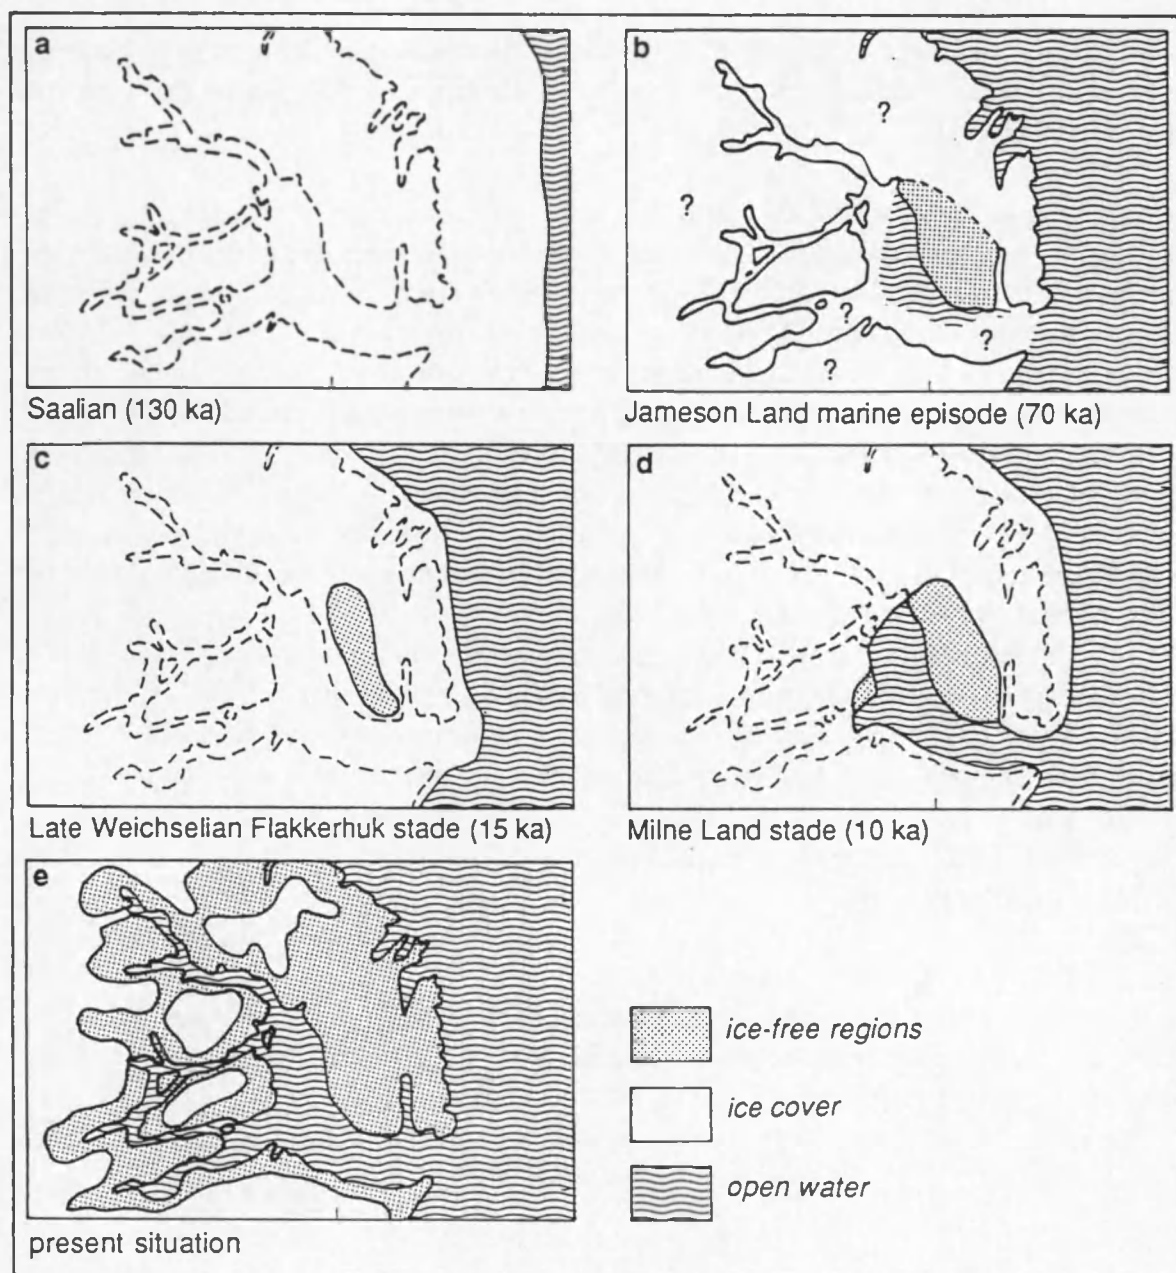 a
b
?
?
?
?
?
Saalian (130 ka)
Jameson Land marine episode (70 ka)
c
d
Late Weichselian Flakkerhuk stade (15 ka)
Milne Land stade (10 ka)
e
ice-free regions
ice cover
open water
present situation